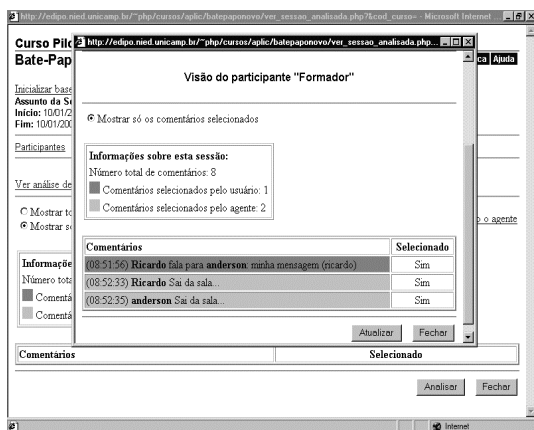 http://edipo.nied.unicamp.br/~php/cursos/aplic/batepaponovo/ver_sessao_analisada.php?&cod_curso= - Microsoft Internet ...
Curso Pilo
http://edipo.nied.unicamp.br/~php/cursos/aplic/batepaponovo/ver_sessao_analisada.php...
Bate-Pap
ca Ajuda
Visão do participante "Formador"
Inicializar base
Assunto da Se
Início: 10/01/2
Fim: 10/01/200
Mostrar só os comentários selecionados
Participantes
Informações sobre esta sessão:
Número total de comentários: 8
Ver análise de
Comentários selecionados pelo usuário: 1
Comentários selecionados pelo agente: 2
Mostrar to
Mostrar se
o o agente
Comentários Selecionado
(08:51:56) Ricardo fala para anderson: minha mensagem (ricardo) Sim
(08:52:33) Ricardo Sai da sala... Sim
(08:52:35) anderson Sai da sala... Sim
Informaçõe
Número tota
Comentá
Comentá
Atualizar Fechar
Comentários Selecionado
Analisar Fechar
Internet